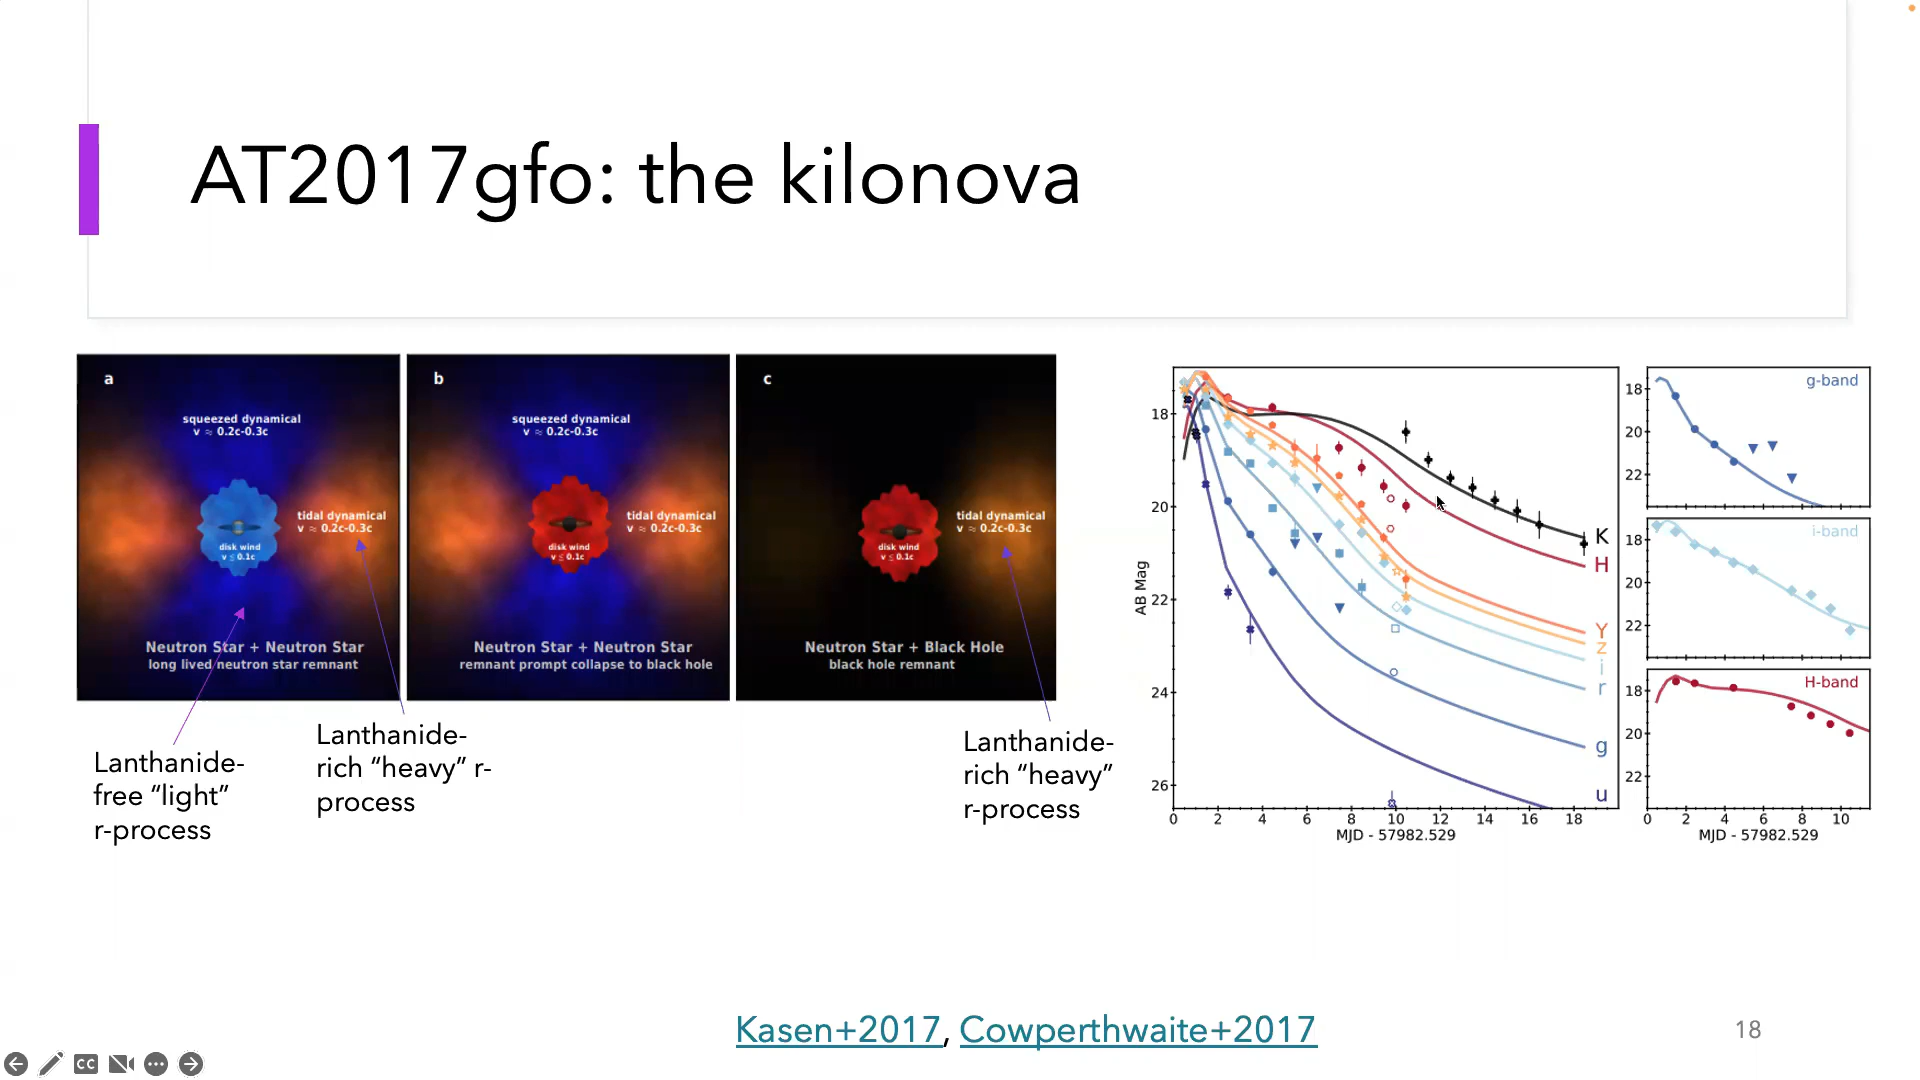 AT2017gfo: the kilonova
a
squeezed dynamical
v ≈ 0.2c-0.3c
tidal dynamical
v ≈ 0.2c-0.3c
disk wind
v ≤ 0.1c
Neutron Star + Neutron Star
long lived neutron star remnant
b
squeezed dynamical
v ≈ 0.2c-0.3c
tidal dynamical
v ≈ 0.2c-0.3c
disk wind
v ≤ 0.1c
Neutron Star + Neutron Star
remnant prompt collapse to black hole
c
tidal dynamical
v ≈ 0.2c-0.3c
disk wind
v ≤ 0.1c
Neutron Star + Black Hole
black hole remnant
Lanthanide-
free “light”
r-process
Lanthanide-
rich “heavy” r-
process
Lanthanide-
rich “heavy”
r-process
AB Mag
18
20
22
24
26
K
H
Y
z
i
r
g
u
0 2 4 6 8 10 12 14 16 18
MJD - 57982.529
g-band
18
20
22
i-band
18
20
22
H-band
18
20
22
0 2 4 6 8 10
MJD - 57982.529
Kasen+2017, Cowperthwaite+2017
18
CC